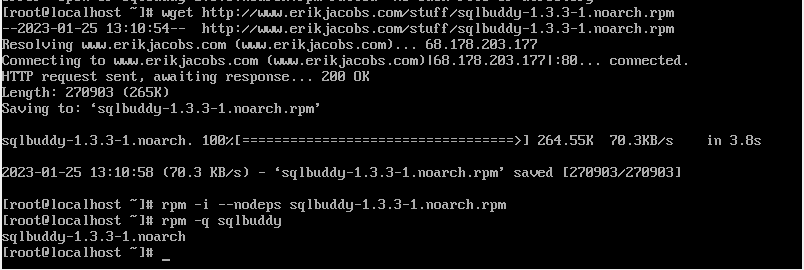 [root@localhost ~]# wget http://www.erikjacobs.com/stuff/sqlbuddy-1.3.3-1.noarch.rpm
--2023-01-25 13:10:54--  http://www.erikjacobs.com/stuff/sqlbuddy-1.3.3-1.noarch.rpm
Resolving www.erikjacobs.com (www.erikjacobs.com)... 68.178.203.177
Connecting to www.erikjacobs.com (www.erikjacobs.com)|68.178.203.177|:80... connected.
HTTP request sent, awaiting response... 200 OK
Length: 270903 (265K)
Saving to: ‘sqlbuddy-1.3.3-1.noarch.rpm’
sqlbuddy-1.3.3-1.noarch. 100%[==================================>] 264.55K  70.3KB/s    in 3.8s
2023-01-25 13:10:58 (70.3 KB/s) - ‘sqlbuddy-1.3.3-1.noarch.rpm’ saved [270903/270903]
[root@localhost ~]# rpm -i --nodeps sqlbuddy-1.3.3-1.noarch.rpm
[root@localhost ~]# rpm -q sqlbuddy
sqlbuddy-1.3.3-1.noarch
[root@localhost ~]# _